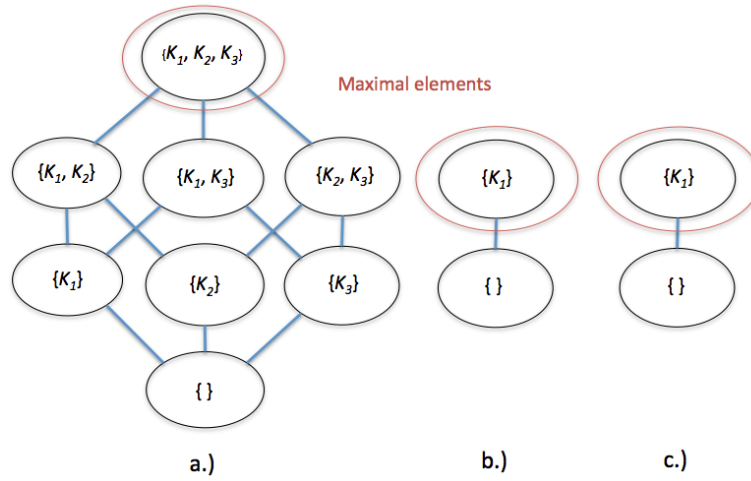 {K1, K2, K3}
Maximal elements
{K1, K2} {K1, K3} {K2, K3} {K1} {K1}
{K1} {K2} {K3} { } { }
{ }
a.) b.) c.)